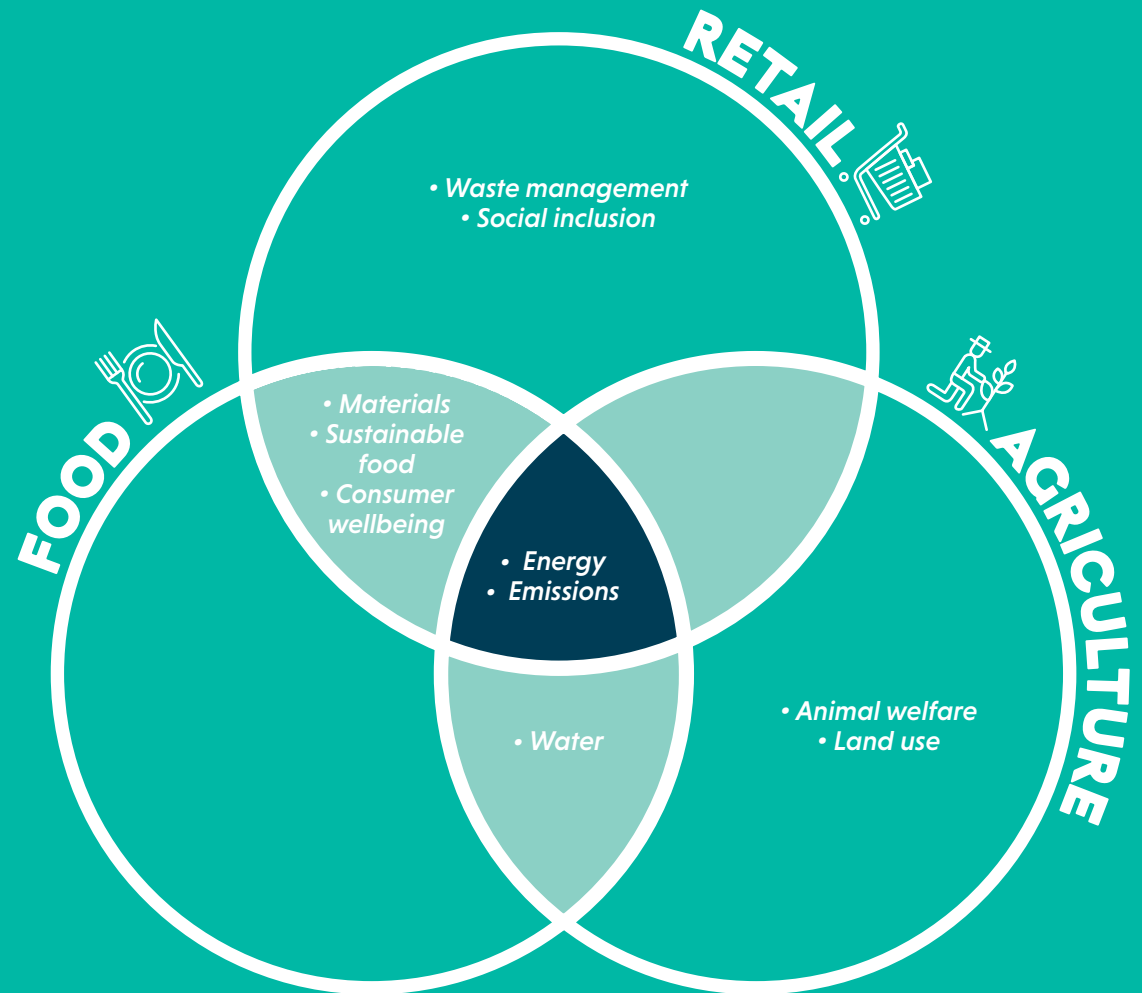 RETAIL
• Waste management
• Social inclusion
FOOD
• Materials
• Sustainable
food
• Consumer
wellbeing
• Energy
• Emissions
AGRICULTURE
• Water
• Animal welfare
• Land use